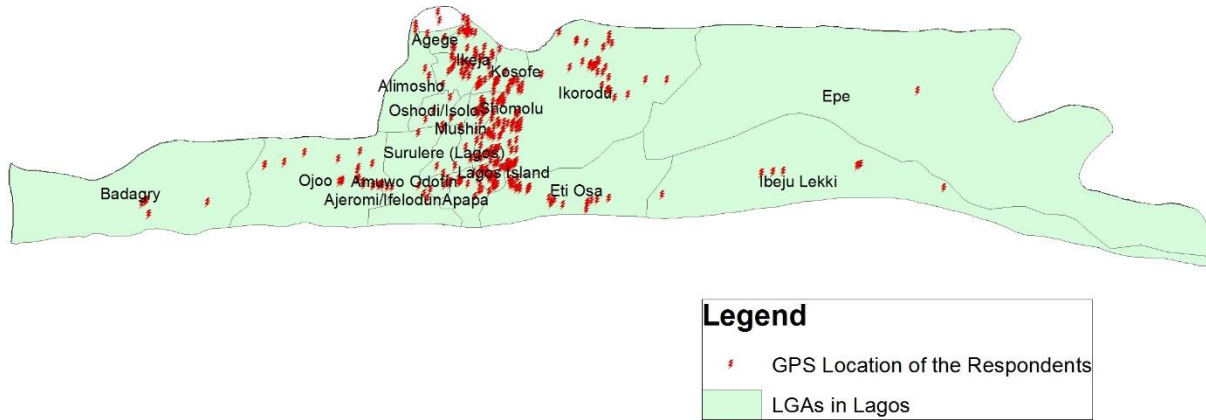 Agege
Ikeja
Kosofe
Alimosho
Ikorodu
Epe
Oshodi/Isolo
Shomolu
Mushin
Surulere (Lagos)
Lagos Island
Badagry
Ojoo
Amuwo Odofin
Eti Osa
Ibeju Lekki
Ajeromi/Ifelodun
Apapa
Legend
GPS Location of the Respondents
LGAs in Lagos